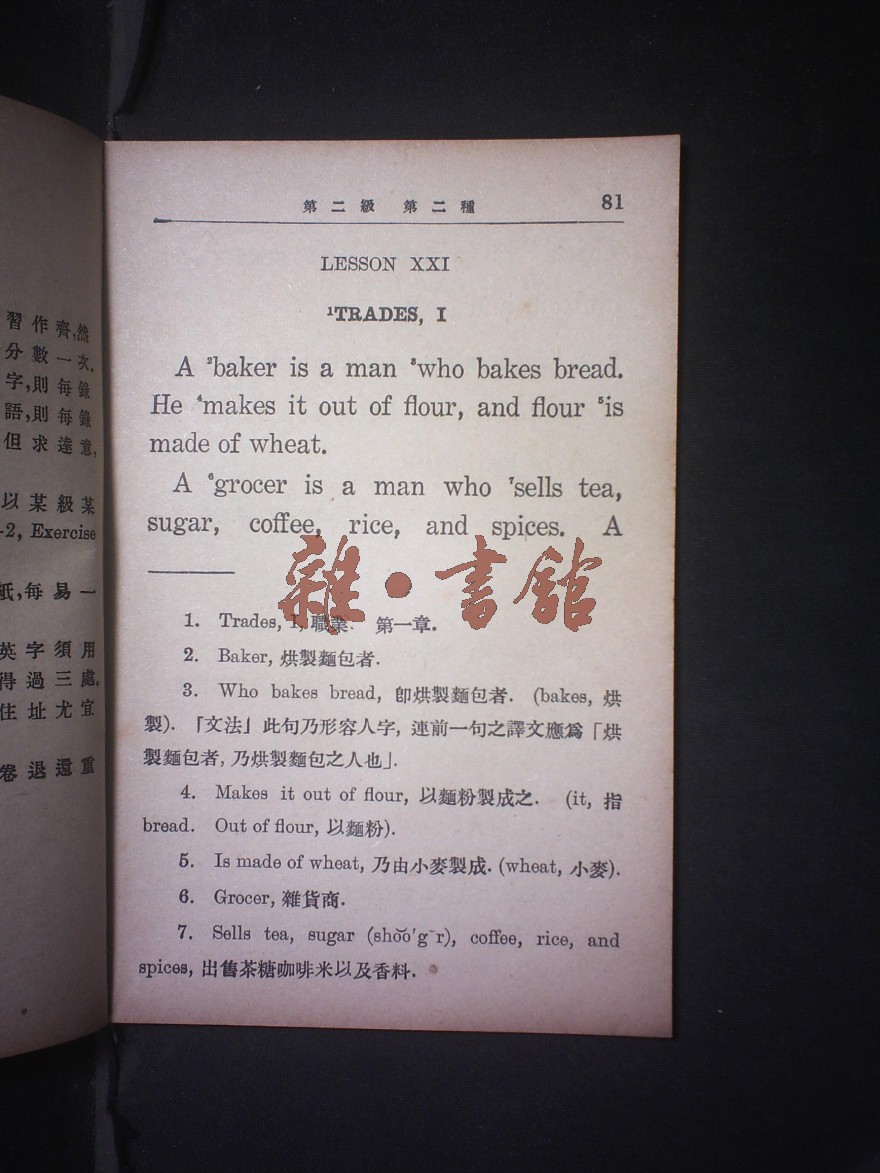 習作齊,然
分數一次.
字,則每錄
語,則每錄
但求達意,
以某級某
-2, Exercise
紙,每易一
英字須用
得過三處.
住址尤宜
卷退還重
第二級 第二種 81
LESSON XXI
¹TRADES, I
A ²baker is a man ³who bakes bread.
He ⁴makes it out of flour, and flour ⁵is
made of wheat.
A ⁶grocer is a man who ⁷sells tea,
sugar, coffee, rice, and spices. A
雜·書館
1. Trades, I, 職業. 第一章.
2. Baker, 烘製麵包者.
3. Who bakes bread, 卽烘製麵包者. (bakes, 烘
製). 「文法」此句乃形容人字, 連前一句之譯文應爲「烘
製麵包者, 乃烘製麵包之人也」.
4. Makes it out of flour, 以麵粉製成之. (it, 指
bread. Out of flour, 以麵粉).
5. Is made of wheat, 乃由小麥製成. (wheat, 小麥).
6. Grocer, 雜貨商.
7. Sells tea, sugar (sho͝o′g~r), coffee, rice, and
spices, 出售茶糖咖啡米以及香料.